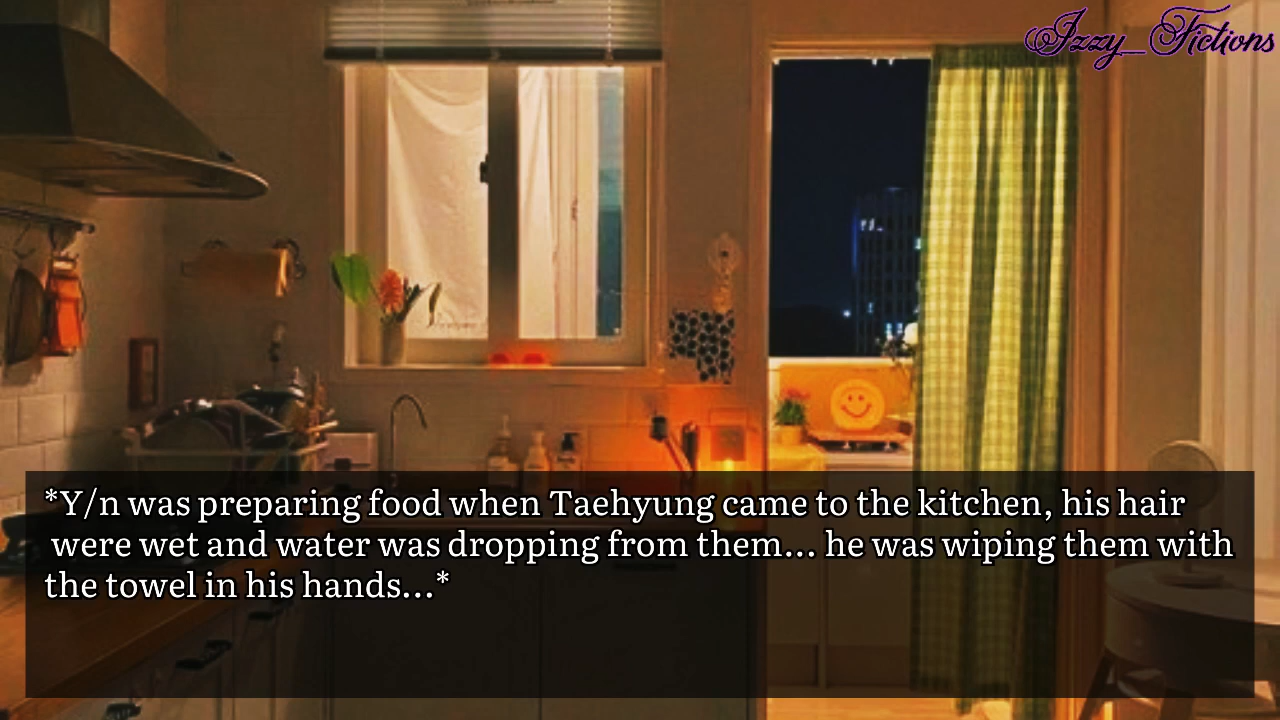 Izzy_Fictions
*Y/n was preparing food when Taehyung came to the kitchen, his hair
were wet and water was dropping from them... he was wiping them with
the towel in his hands...*